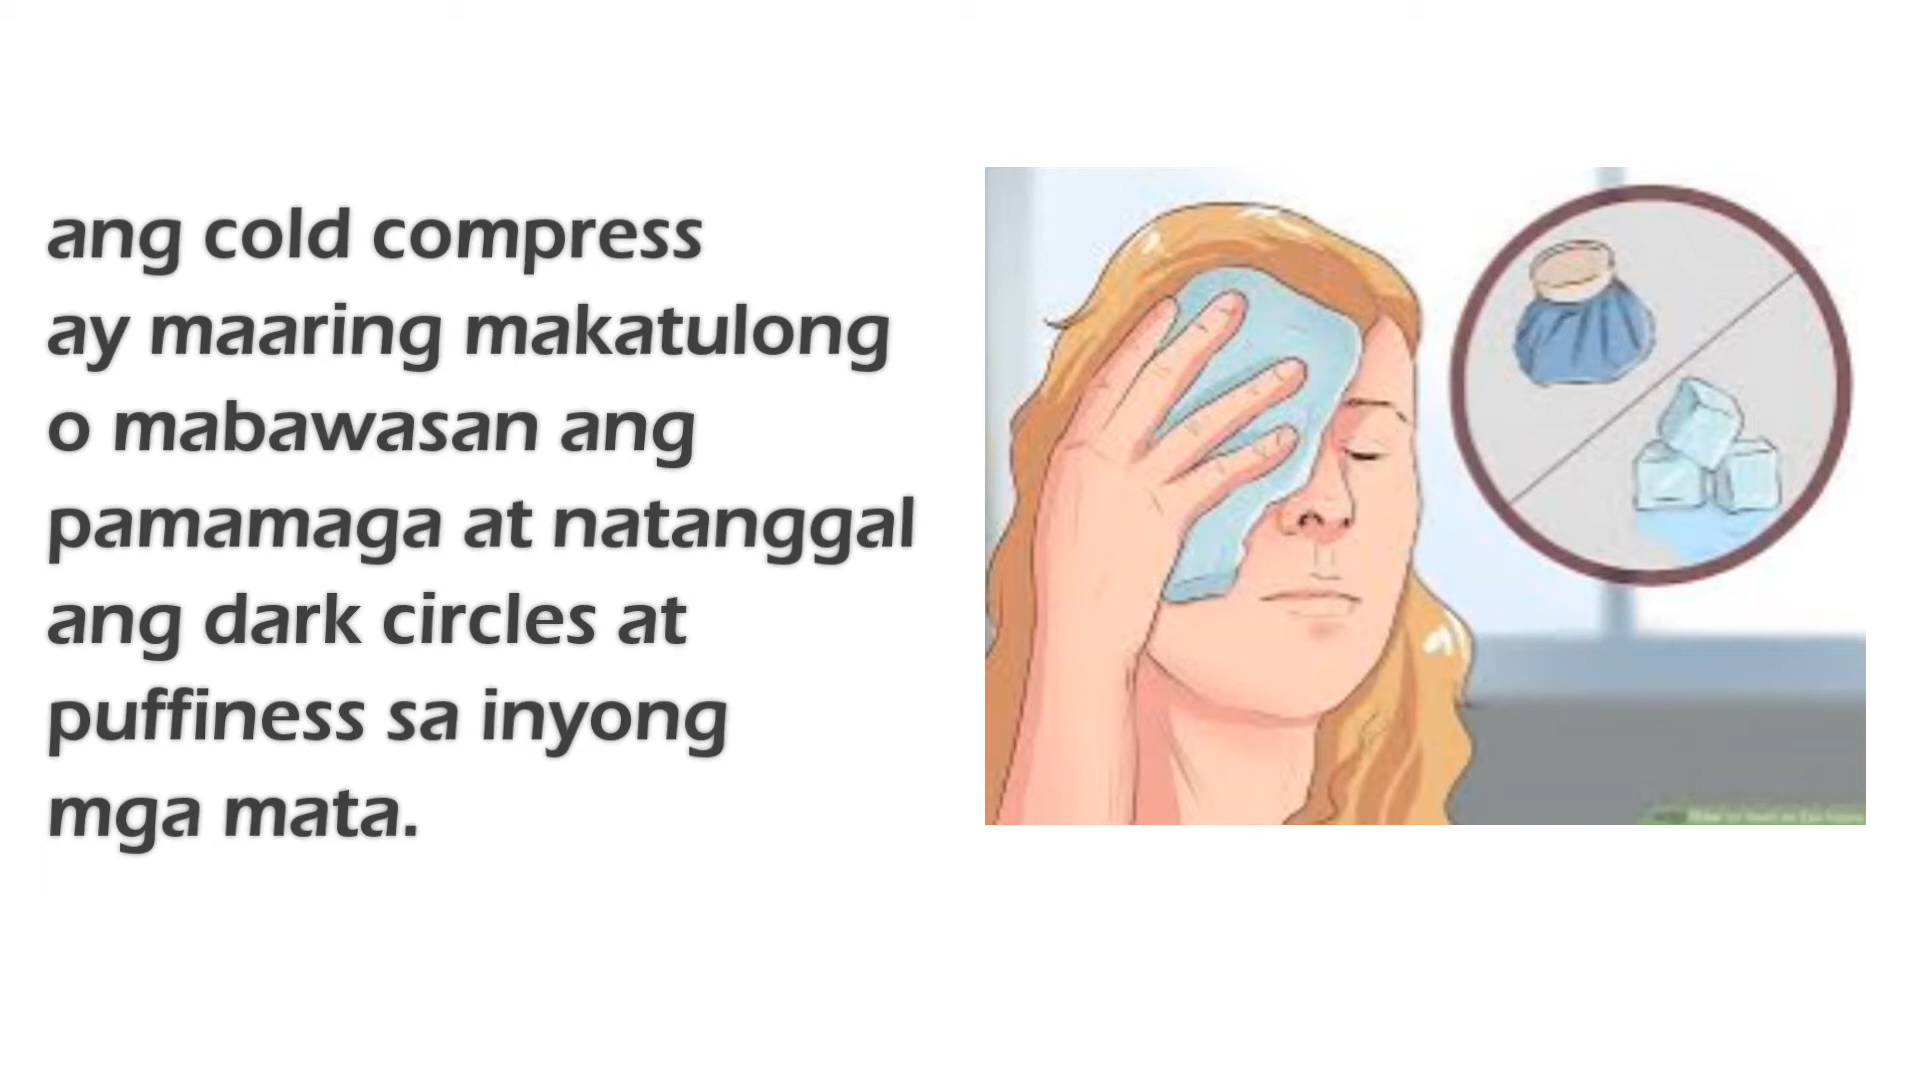 ang cold compress
ay maaring makatulong
o mabawasan ang
pamamaga at natanggal
ang dark circles at
puffiness sa inyong
mga mata.